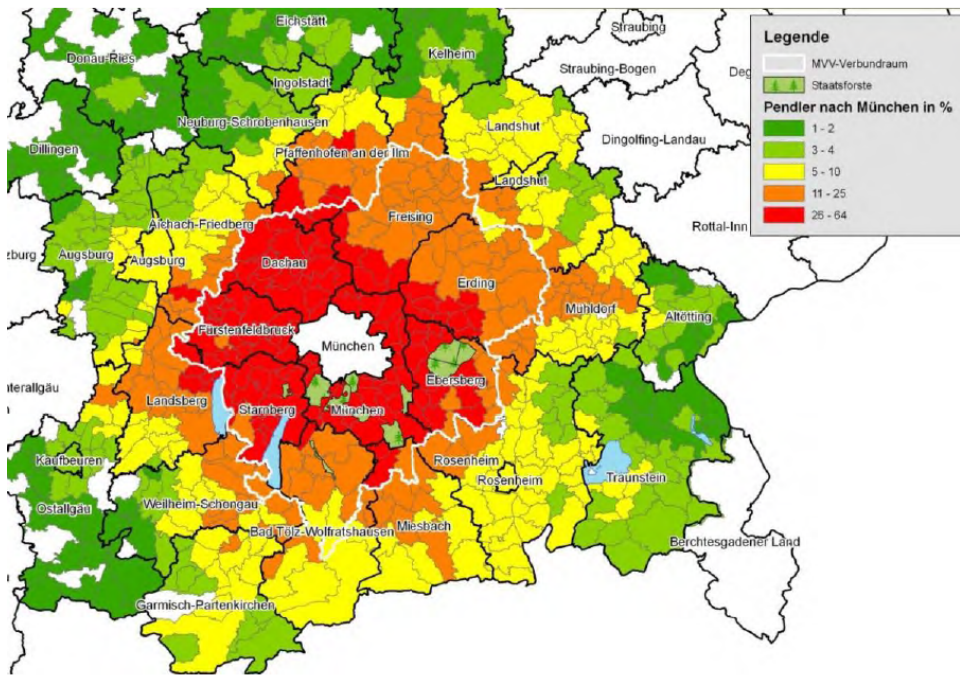 Eichstätt
Straubing
Donau-Ries
Kelheim
Straubing-Bogen
Deg
Ingolstadt
Neuburg-Schrobenhausen
Landshut
Dillingen
Dingolfing-Landau
Pfaffenhofen an der Ilm
Landshut
Aichach-Friedberg
Freising
Rottal-Inn
zburg
Augsburg
Augsburg
Dachau
Erding
Mühldorf
Altötting
Fürstenfeldbruck
München
nterallgäu
Ebersberg
Landsberg
Starnberg
München
Kaufbeuren
Rosenheim
Rosenheim
Traunstein
Ostallgäu
Weilheim-Schongau
Bad Tölz-Wolfratshausen
Miesbach
Berchtesgadener Land
Garmisch-Partenkirchen
Legende
MVV-Verbundraum
Staatsforste
Pendler nach München in %
1 - 2
3 - 4
5 - 10
11 - 25
26 - 64